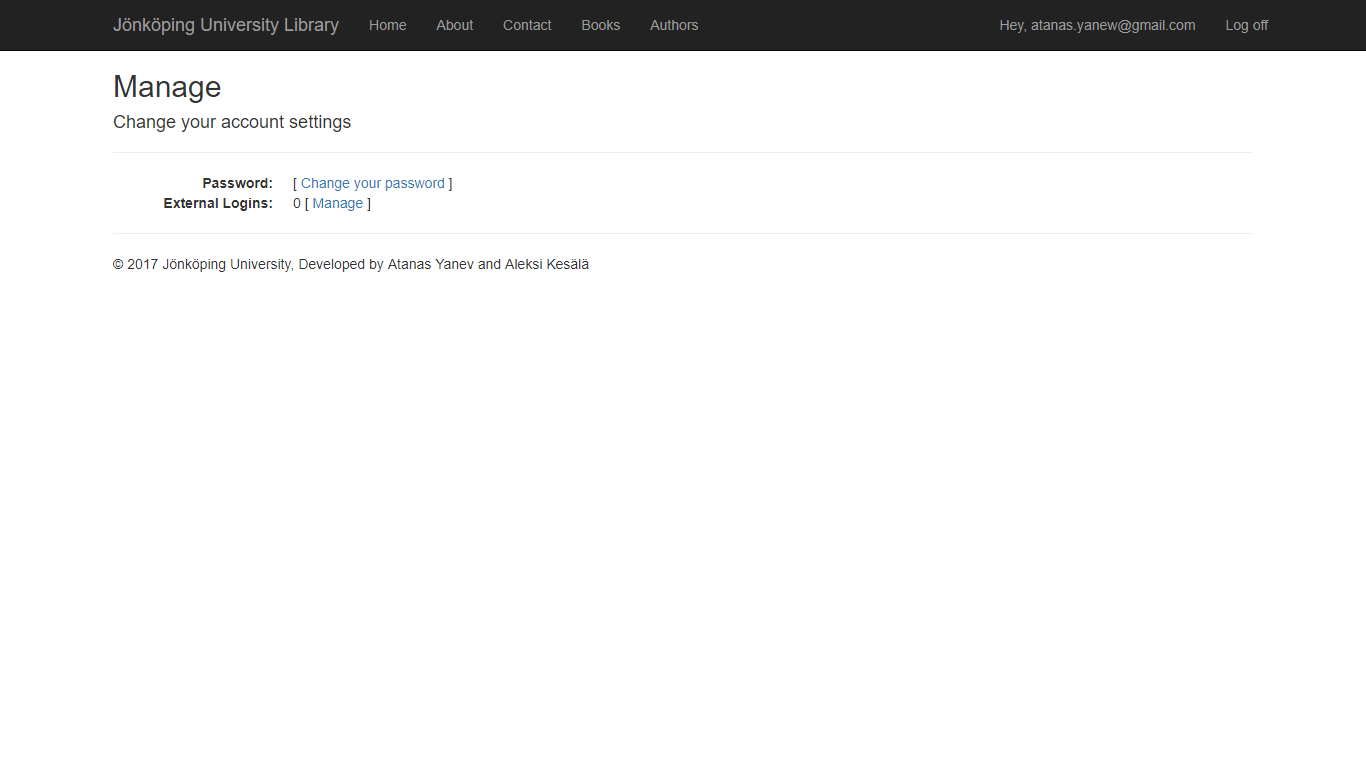 Jönköping University Library Home About Contact Books Authors Hey, atanas.yanew@gmail.com Log off
Manage
Change your account settings
Password: [ Change your password ]
External Logins: 0 [ Manage ]
© 2017 Jönköping University, Developed by Atanas Yanev and Aleksi Kesälä